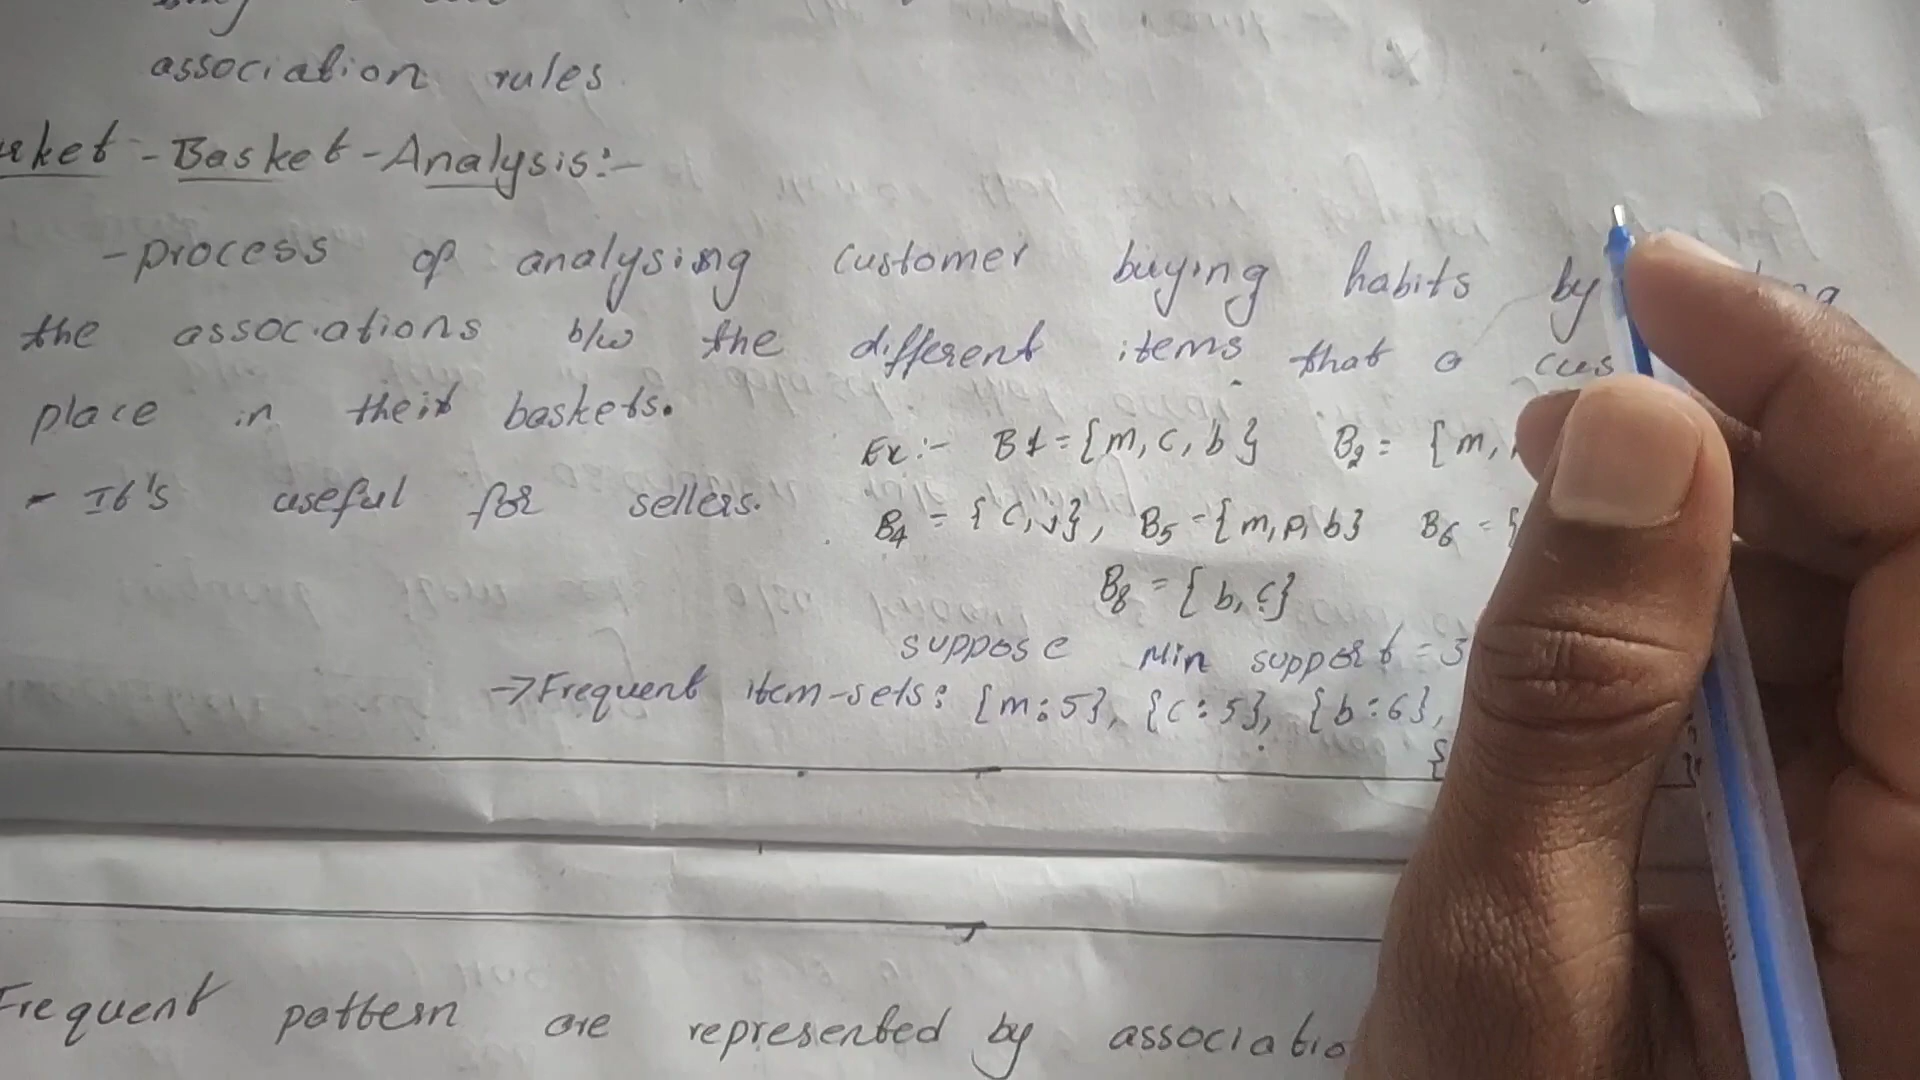 association rules
- Basket - Analysis:-
- process of analysing customer buying habits by
the associations b/w the different items that a cus
place in their baskets.
Ex:- B1 = {m, c, b} B2 = {m,
- It's useful for sellers.
B4 = {c, j}, B5 = {m, p, b} B6 = {
B8 = {b, c}
suppose Min support = 3
→ Frequent item-sets: {m:5}, {c:5}, {b:6},
{
Frequent pattern are represented by associatio